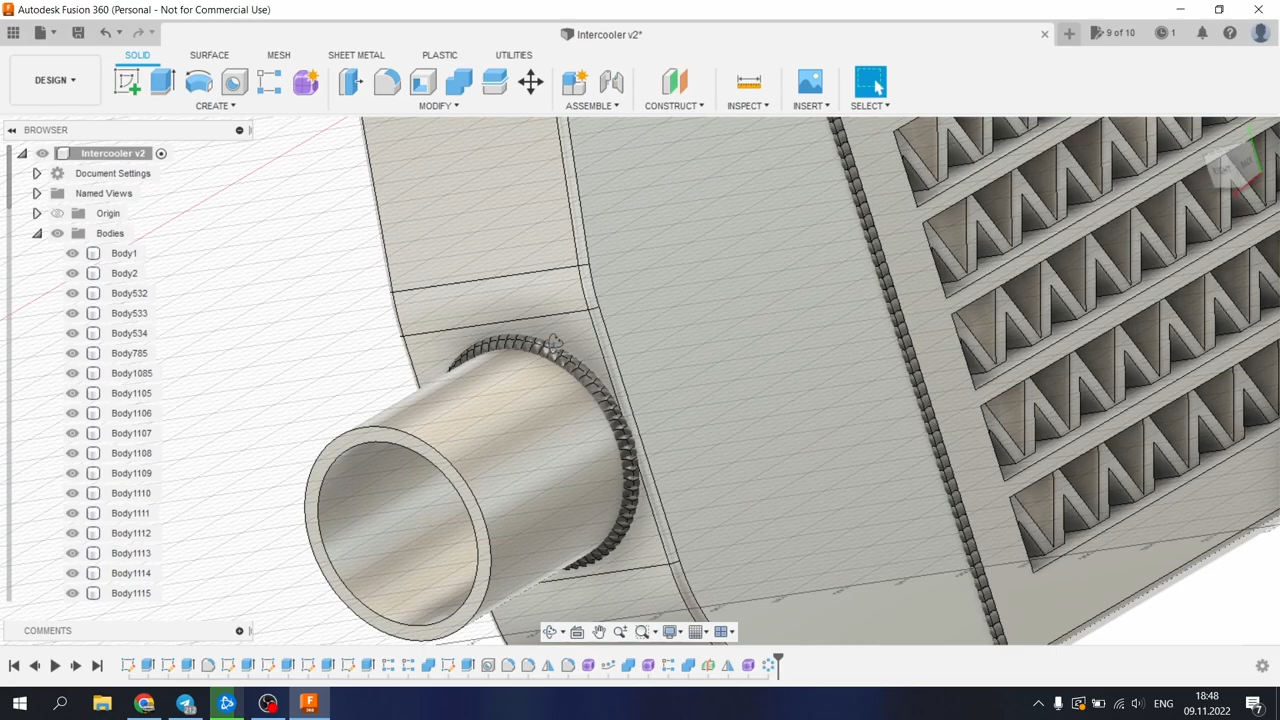 Autodesk Fusion 360 (Personal - Not for Commercial Use)
Intercooler v2*
9 of 10
1
SOLID SURFACE MESH SHEET METAL PLASTIC UTILITIES
DESIGN
CREATE MODIFY ASSEMBLE CONSTRUCT INSPECT INSERT SELECT
BROWSER
Intercooler v2
Document Settings
Named Views
Origin
Bodies
Body1
Body2
Body532
Body533
Body534
Body785
Body1085
Body1105
Body1106
Body1107
Body1108
Body1109
Body1110
Body1111
Body1112
Body1113
Body1114
Body1115
COMMENTS
ENG
18:48
09.11.2022
7